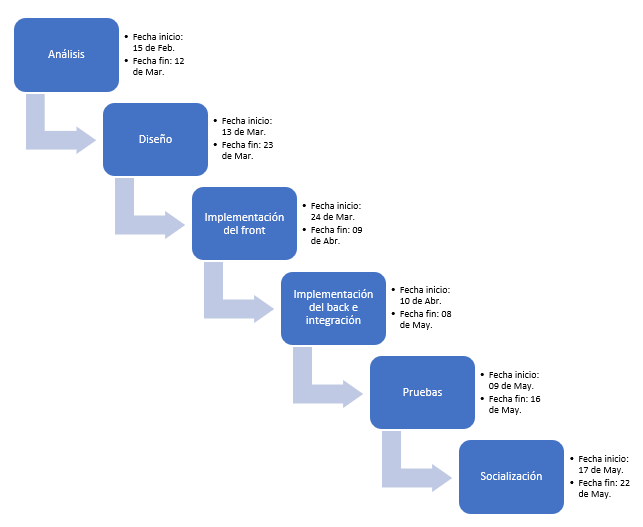 Análisis
• Fecha inicio:
15 de Feb.
• Fecha fin: 12
de Mar.
Diseño
• Fecha inicio:
13 de Mar.
• Fecha fin: 23
de Mar.
Implementación
del front
• Fecha inicio:
24 de Mar.
• Fecha fin: 09
de Abr.
Implementación
del back e
integración
• Fecha inicio:
10 de Abr.
• Fecha fin: 08
de May.
Pruebas
• Fecha inicio:
09 de May.
• Fecha fin: 16
de May.
Socialización
• Fecha inicio:
17 de May.
• Fecha fin: 22
de May.